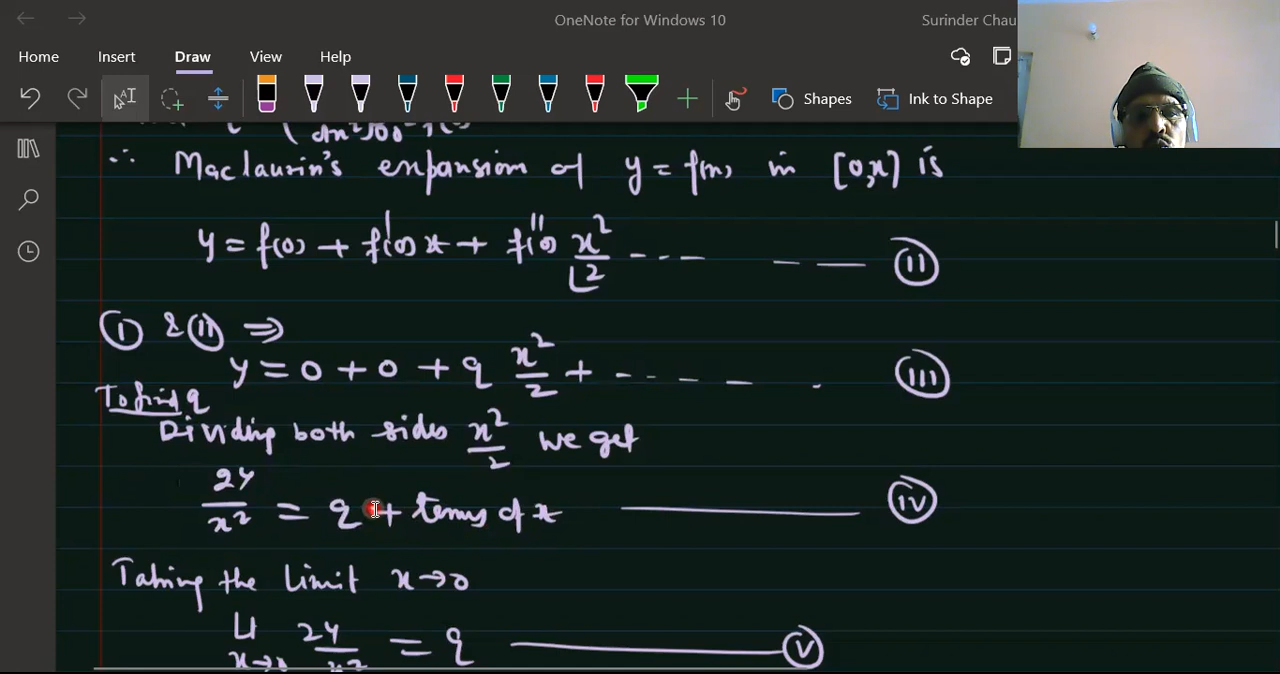 OneNote for Windows 10
Surinder Chau
Home Insert Draw View Help
Shapes Ink to Shape
∴ Maclaurin's expansion of y = f(x) in [0,x] is
y = f(0) + f'(0) x + f''(0) x²/⌊2 --- — — (II)
(I) & (II) ⇒
y = 0 + 0 + q x²/2 + - - - - - . (III)
To find q
Dividing both sides x²/2 we get
2y/x² = q + terms of x — (IV)
Taking the Limit x→0
Lt x→0 2y/x² = q — (V)